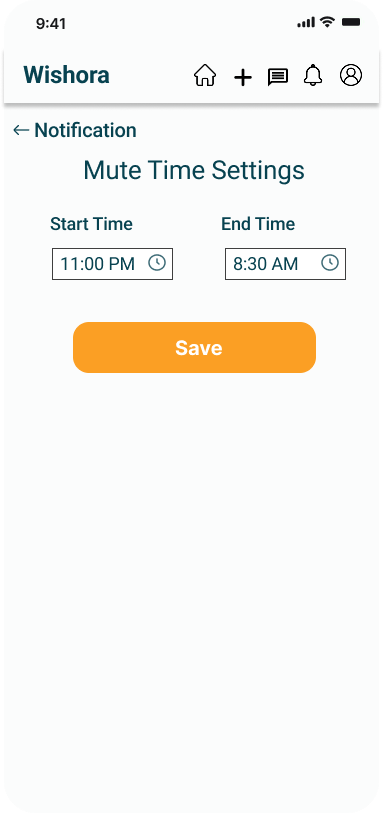 9:41
Wishora
Notification
Mute Time Settings
Start Time End Time
11:00 PM 8:30 AM
Save